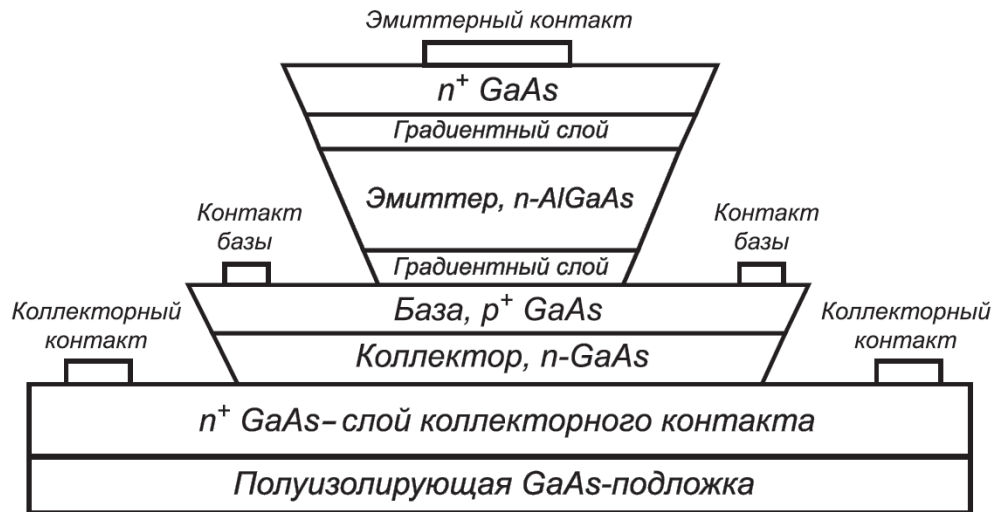 Эмиттерный контакт
n⁺ GaAs
Градиентный слой
Эмиттер, n-AlGaAs
Контакт
базы
Контакт
базы
Градиентный слой
База, p⁺ GaAs
Коллекторный
контакт
Коллекторный
контакт
Коллектор, n-GaAs
n⁺ GaAs–слой коллекторного контакта
Полуизолирующая GaAs-подложка